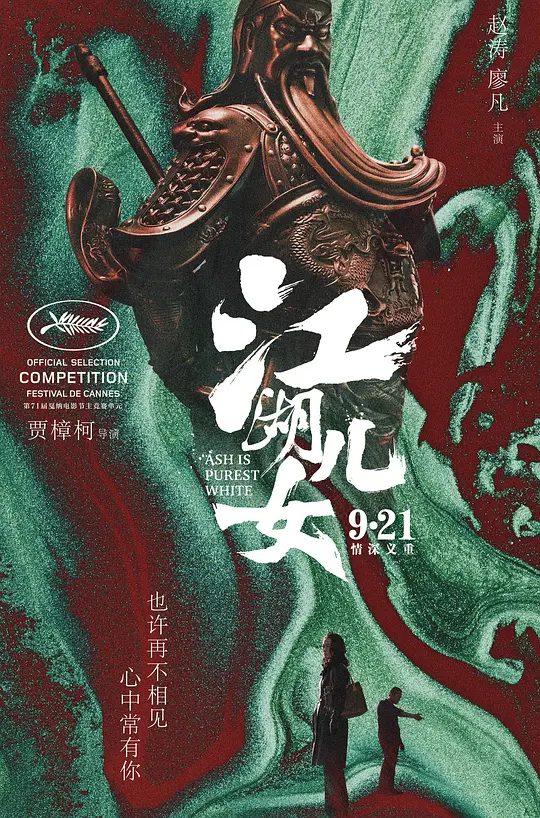 赵涛 廖凡 主演
江湖儿女
ASH IS
PUREST
WHITE
9·21
情深义重
OFFICIAL SELECTION
COMPETITION
FESTIVAL DE CANNES
第71届戛纳电影节主竞赛单元
贾樟柯 导演
也许再不相见
心中常有你